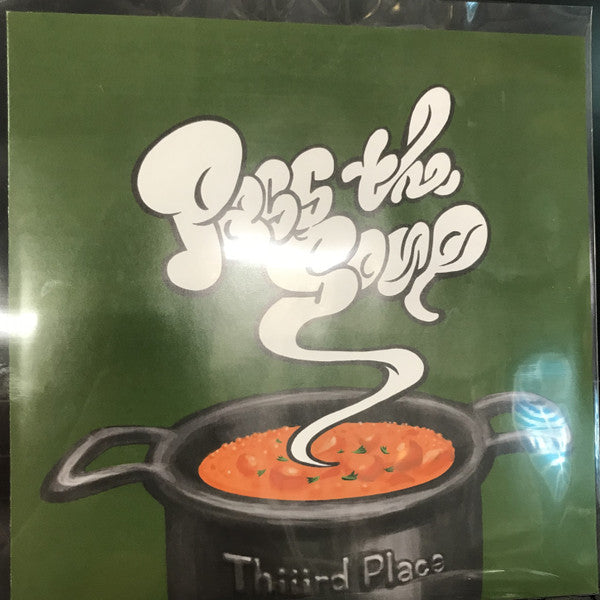 Pass the
Soup
Thiiird Place